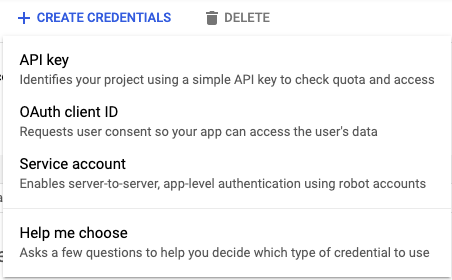 + CREATE CREDENTIALS DELETE
API key
Identifies your project using a simple API key to check quota and access
OAuth client ID
Requests user consent so your app can access the user's data
Service account
Enables server-to-server, app-level authentication using robot accounts
Help me choose
Asks a few questions to help you decide which type of credential to use